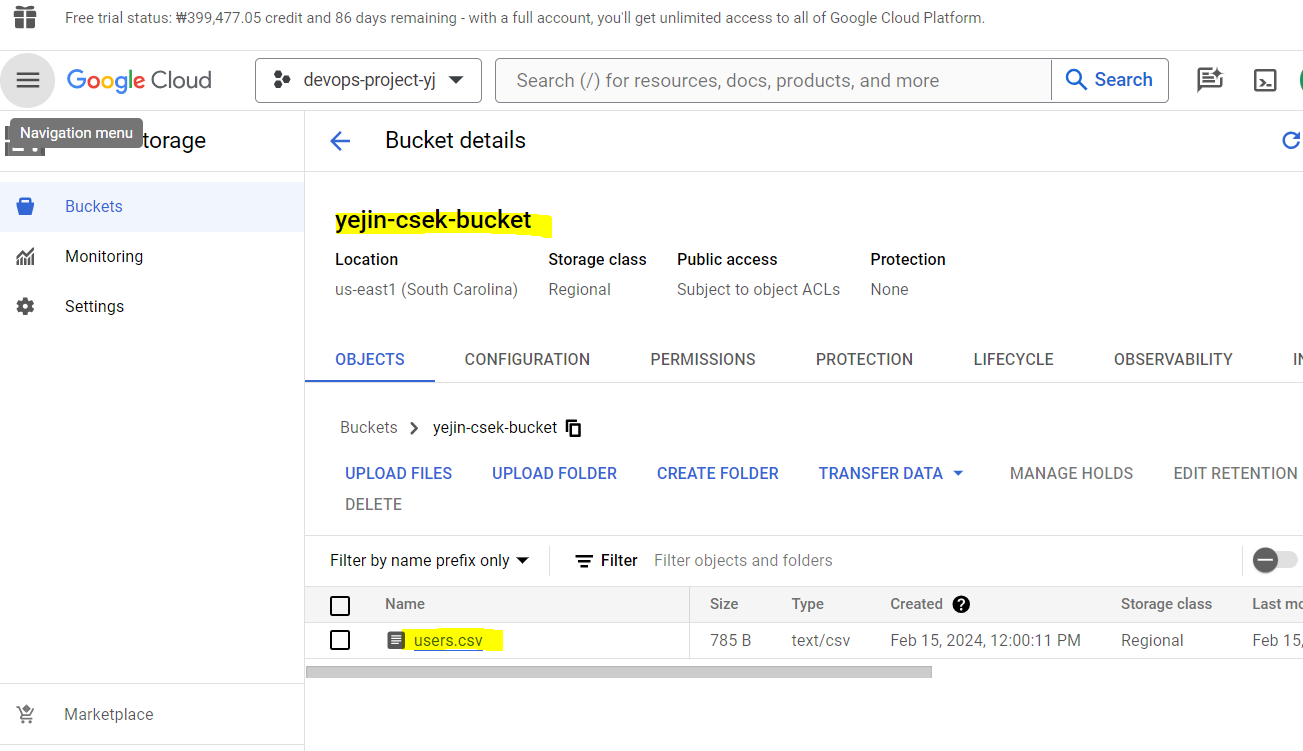 Free trial status: ₩399,477.05 credit and 86 days remaining - with a full account, you'll get unlimited access to all of Google Cloud Platform.
Google Cloud devops-project-yj Search (/) for resources, docs, products, and more Search
Navigation menu torage Bucket details
Buckets
Monitoring
Settings
Marketplace
yejin-csek-bucket
Location Storage class Public access Protection
us-east1 (South Carolina) Regional Subject to object ACLs None
OBJECTS CONFIGURATION PERMISSIONS PROTECTION LIFECYCLE OBSERVABILITY IN
Buckets yejin-csek-bucket
UPLOAD FILES UPLOAD FOLDER CREATE FOLDER TRANSFER DATA MANAGE HOLDS EDIT RETENTION
DELETE
Filter by name prefix only Filter Filter objects and folders
Name Size Type Created Storage class Last mo
users.csv 785 B text/csv Feb 15, 2024, 12:00:11 PM Regional Feb 15,